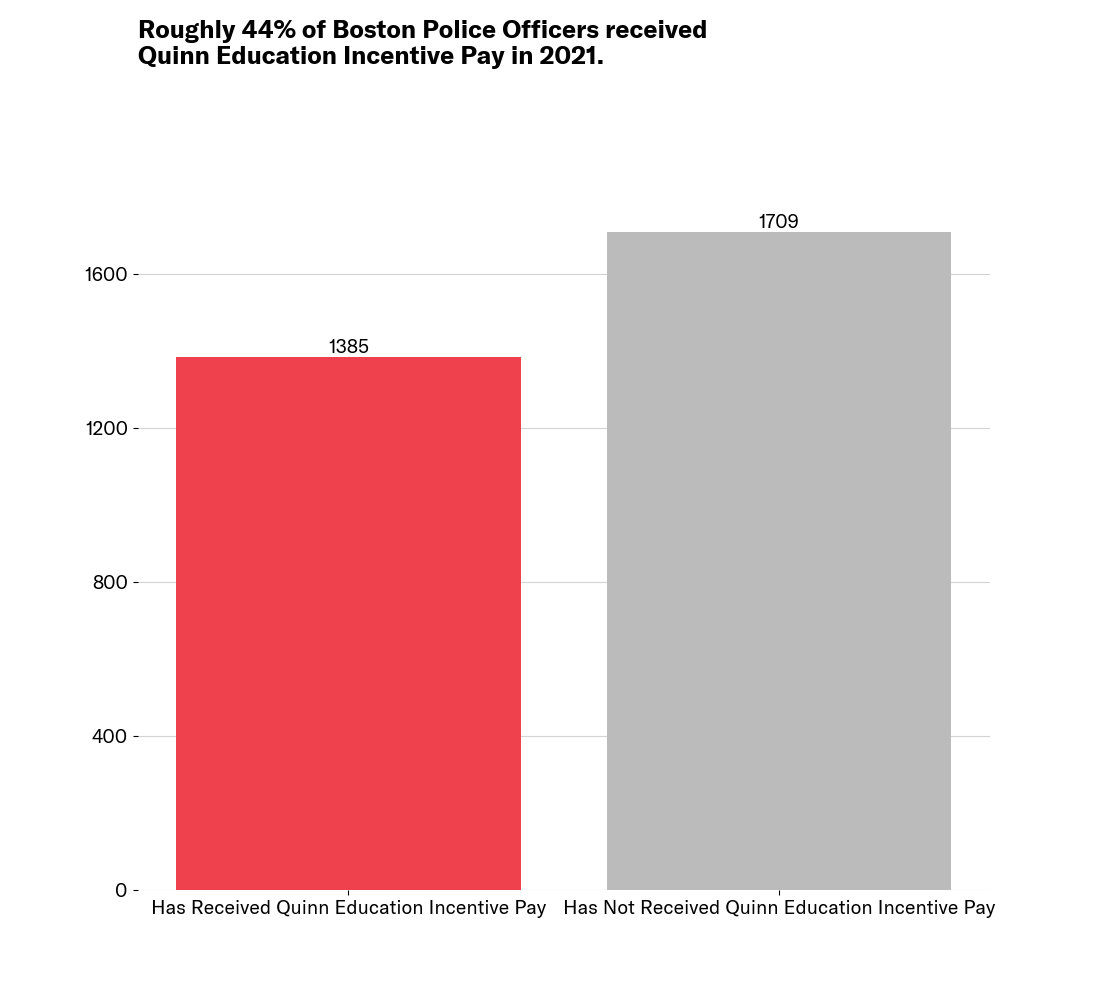 Roughly 44% of Boston Police Officers received
Quinn Education Incentive Pay in 2021.
1709
1600
1385
1200
800
400
0
Has Received Quinn Education Incentive Pay
Has Not Received Quinn Education Incentive Pay